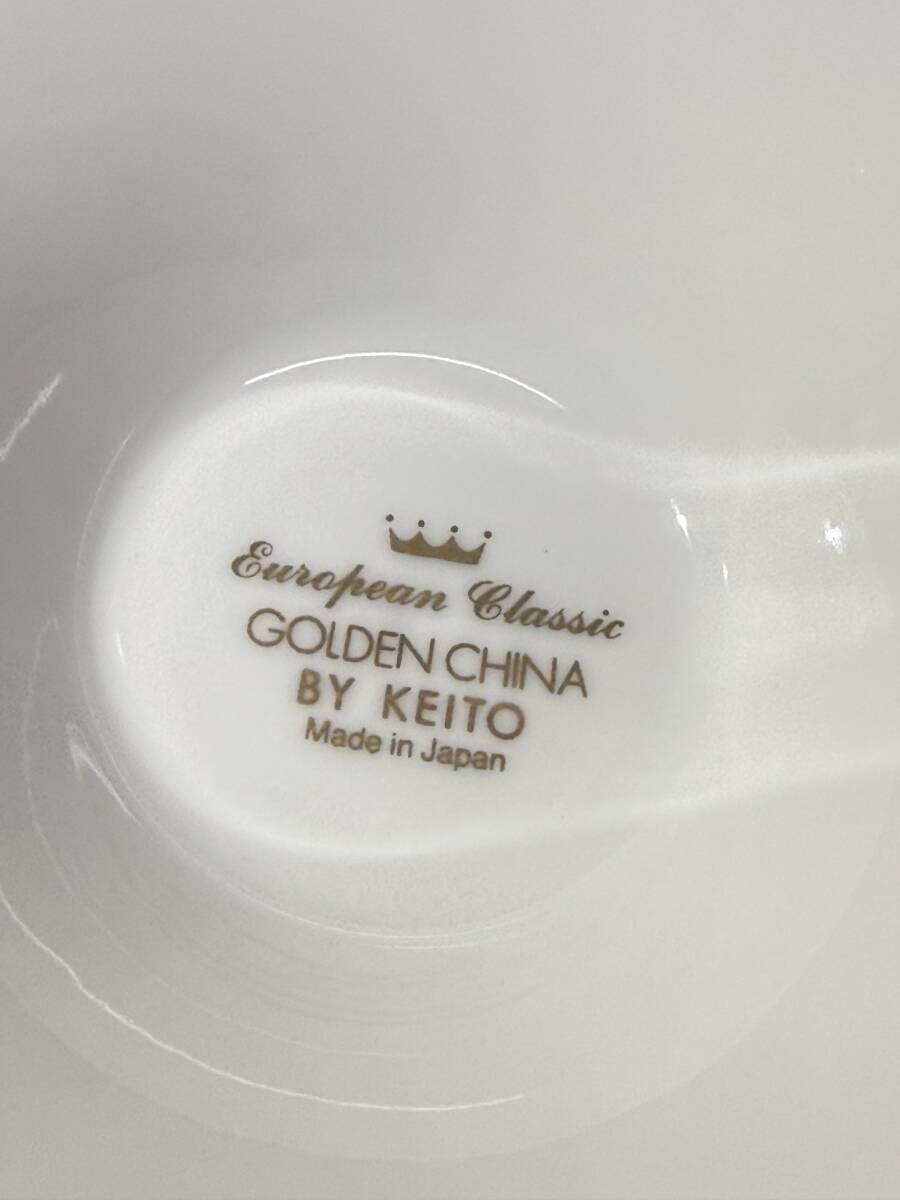 European Classic
GOLDEN CHINA
BY KEITO
Made in Japan